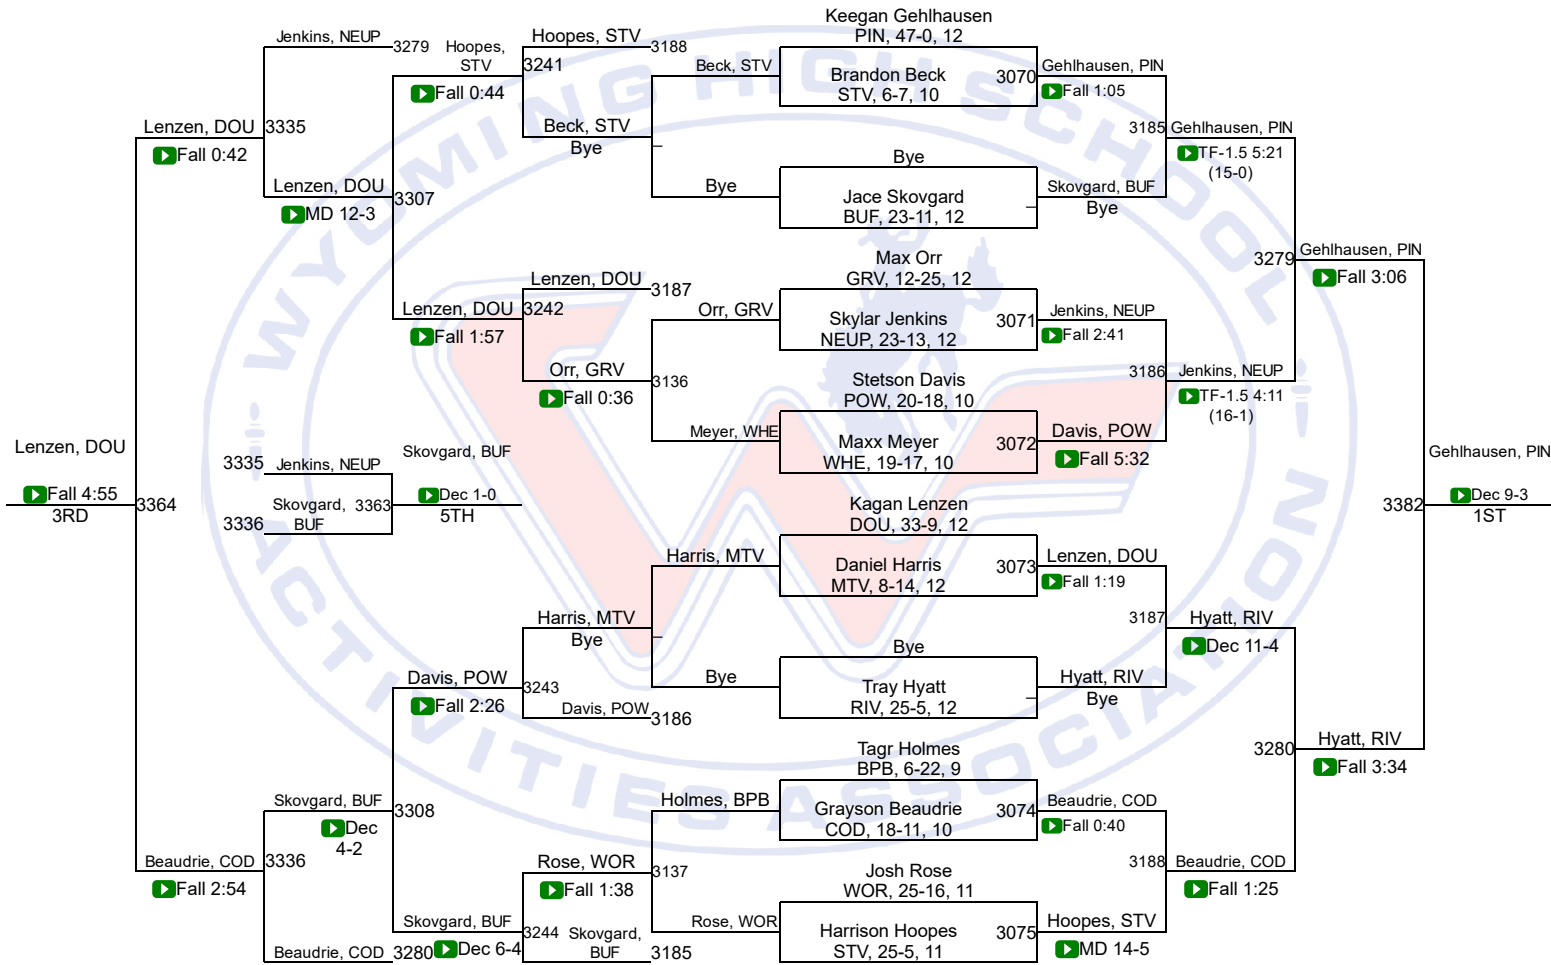 Keegan Gehlhausen
PIN, 47-0, 12
Brandon Beck
STV, 6-7, 10
3070
Bye
Jace Skovgard
BUF, 23-11, 12
Max Orr
GRV, 12-25, 12
Skylar Jenkins
NEUP, 23-13, 12
3071
Stetson Davis
POW, 20-18, 10
Maxx Meyer
WHE, 19-17, 10
3072
Kagan Lenzen
DOU, 33-9, 12
Daniel Harris
MTV, 8-14, 12
3073
Bye
Tray Hyatt
RIV, 25-5, 12
Tagr Holmes
BPB, 6-22, 9
Grayson Beaudrie
COD, 18-11, 10
3074
Josh Rose
WOR, 25-16, 11
Harrison Hoopes
STV, 25-5, 11
3075
Gehlhausen, PIN
Fall 1:05
3185
Skovgard, BUF
Bye
Jenkins, NEUP
Fall 2:41
3186
Davis, POW
Fall 5:32
Lenzen, DOU
Fall 1:19
3187
Hyatt, RIV
Bye
Beaudrie, COD
Fall 0:40
3188
Hoopes, STV
MD 14-5
Gehlhausen, PIN
TF-1.5 5:21
(15-0)
3279
Jenkins, NEUP
TF-1.5 4:11
(16-1)
Hyatt, RIV
Dec 11-4
3280
Beaudrie, COD
Fall 1:25
Gehlhausen, PIN
Fall 3:06
3382
Hyatt, RIV
Fall 3:34
Gehlhausen, PIN
Dec 9-3
1ST
Beck, STV
Bye
Orr, GRV
Meyer, WHE
Harris, MTV
Bye
Holmes, BPB
Rose, WOR
Hoopes, STV
3188
Beck, STV
Bye
Lenzen, DOU
3187
Orr, GRV
Fall 0:36
3136
Harris, MTV
Bye
Davis, POW
3186
Rose, WOR
Fall 1:38
3137
Skovgard,
BUF
3185
Hoopes,
STV
3241
Fall 0:44
Lenzen, DOU
3242
Fall 1:57
Davis, POW
3243
Fall 2:26
Skovgard, BUF
3244
Dec 6-4
Jenkins, NEUP
3279
Lenzen, DOU
3307
MD 12-3
Skovgard, BUF
3308
Dec
4-2
Beaudrie, COD
3280
Lenzen, DOU
3335
Fall 0:42
Beaudrie, COD
3336
Fall 2:54
Lenzen, DOU
Fall 4:55
3364
3RD
3335
Jenkins, NEUP
3336
Skovgard,
BUF
3363
Skovgard, BUF
Dec 1-0
5TH
WYOMING HIGH SCHOOL
ACTIVITIES ASSOCIATION